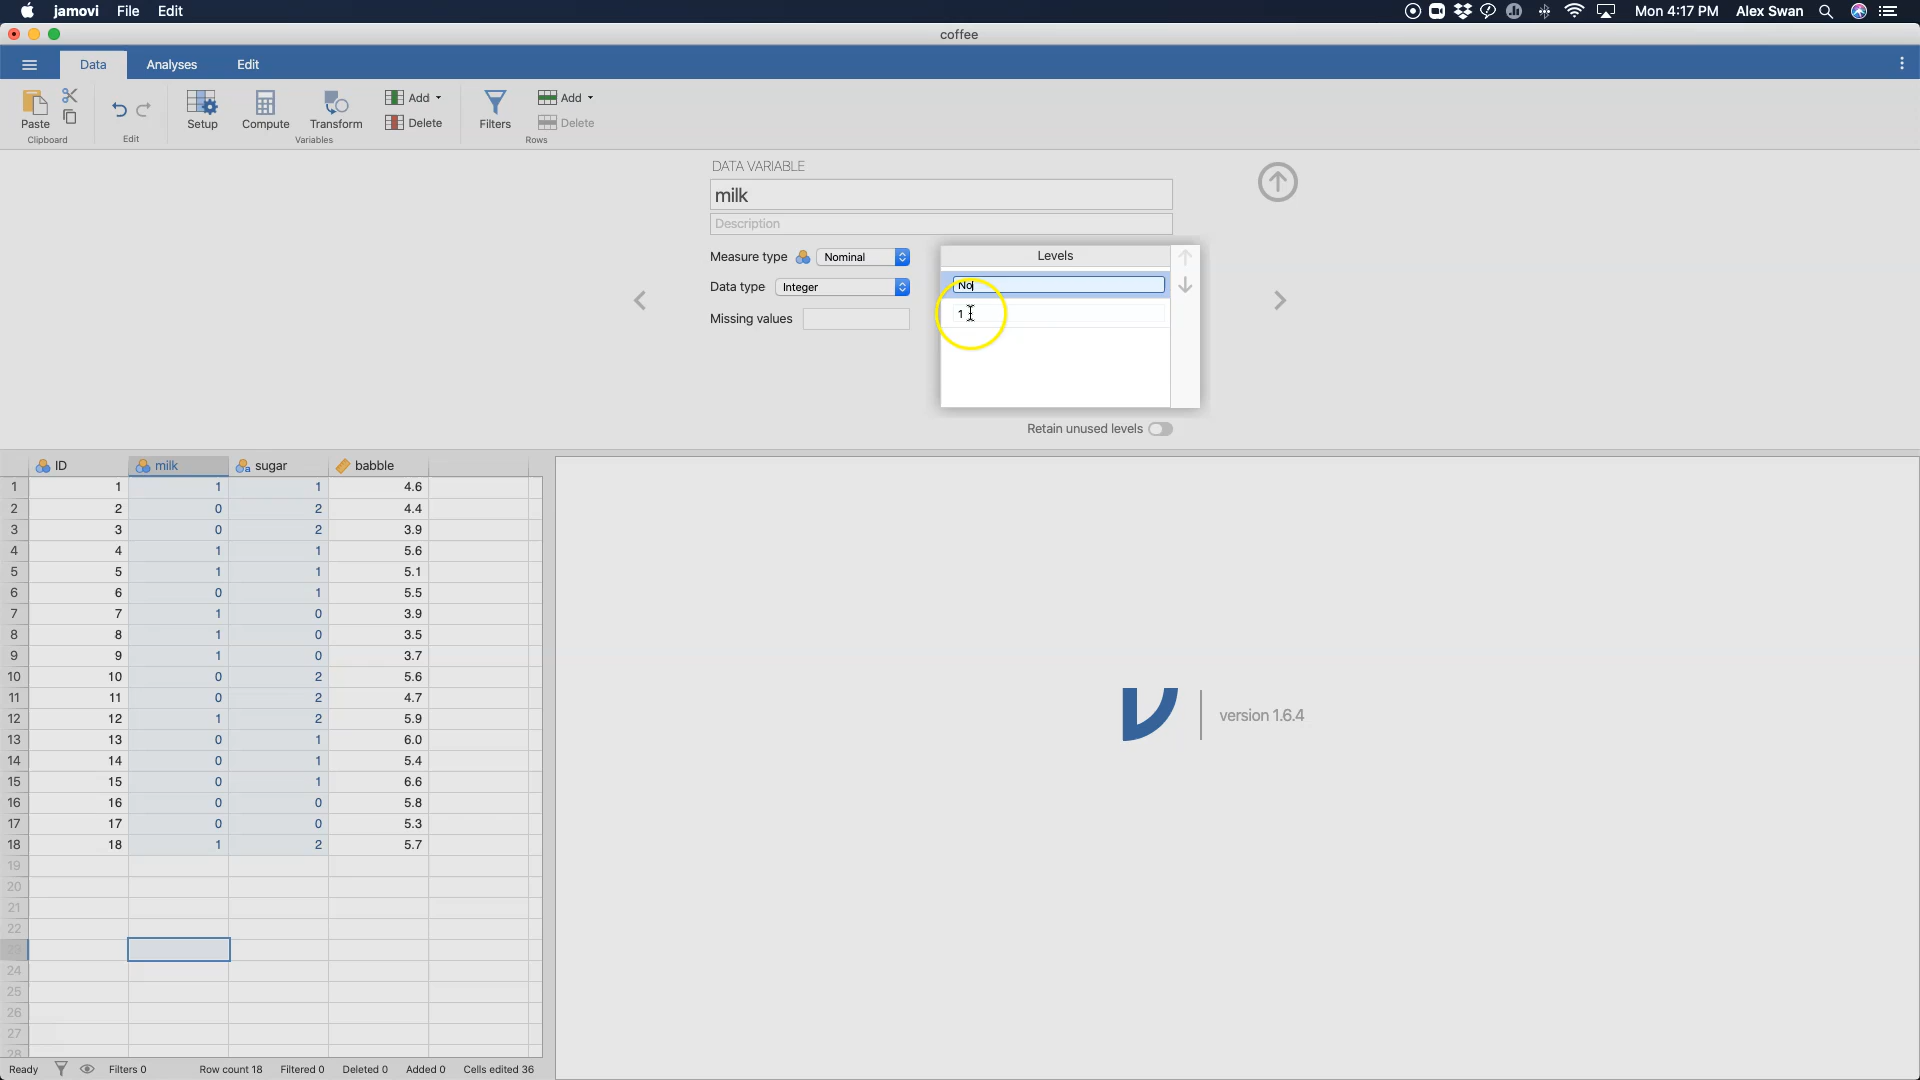 jamovi File Edit Mon 4:17 PM Alex Swan
coffee
Data Analyses Edit
Paste Setup Compute Transform Add Delete Filters Add Delete
Clipboard Edit Variables Rows
DATA VARIABLE
milk
Description
Measure type Nominal
Data type Integer
Missing values
Levels
No
1
Retain unused levels
ID milk sugar babble
1 1 1 1 4.6
2 2 0 2 4.4
3 3 0 2 3.9
4 4 1 1 5.6
5 5 1 1 5.1
6 6 0 1 5.5
7 7 1 0 3.9
8 8 1 0 3.5
9 9 1 0 3.7
10 10 0 2 5.6
11 11 0 2 4.7
12 12 1 2 5.9
13 13 0 1 6.0
14 14 0 1 5.4
15 15 0 1 6.6
16 16 0 0 5.8
17 17 0 0 5.3
18 18 1 2 5.7
19
20
21
22
23
24
25
26
27
28
version 1.6.4
Ready Filters 0 Row count 18 Filtered 0 Deleted 0 Added 0 Cells edited 36